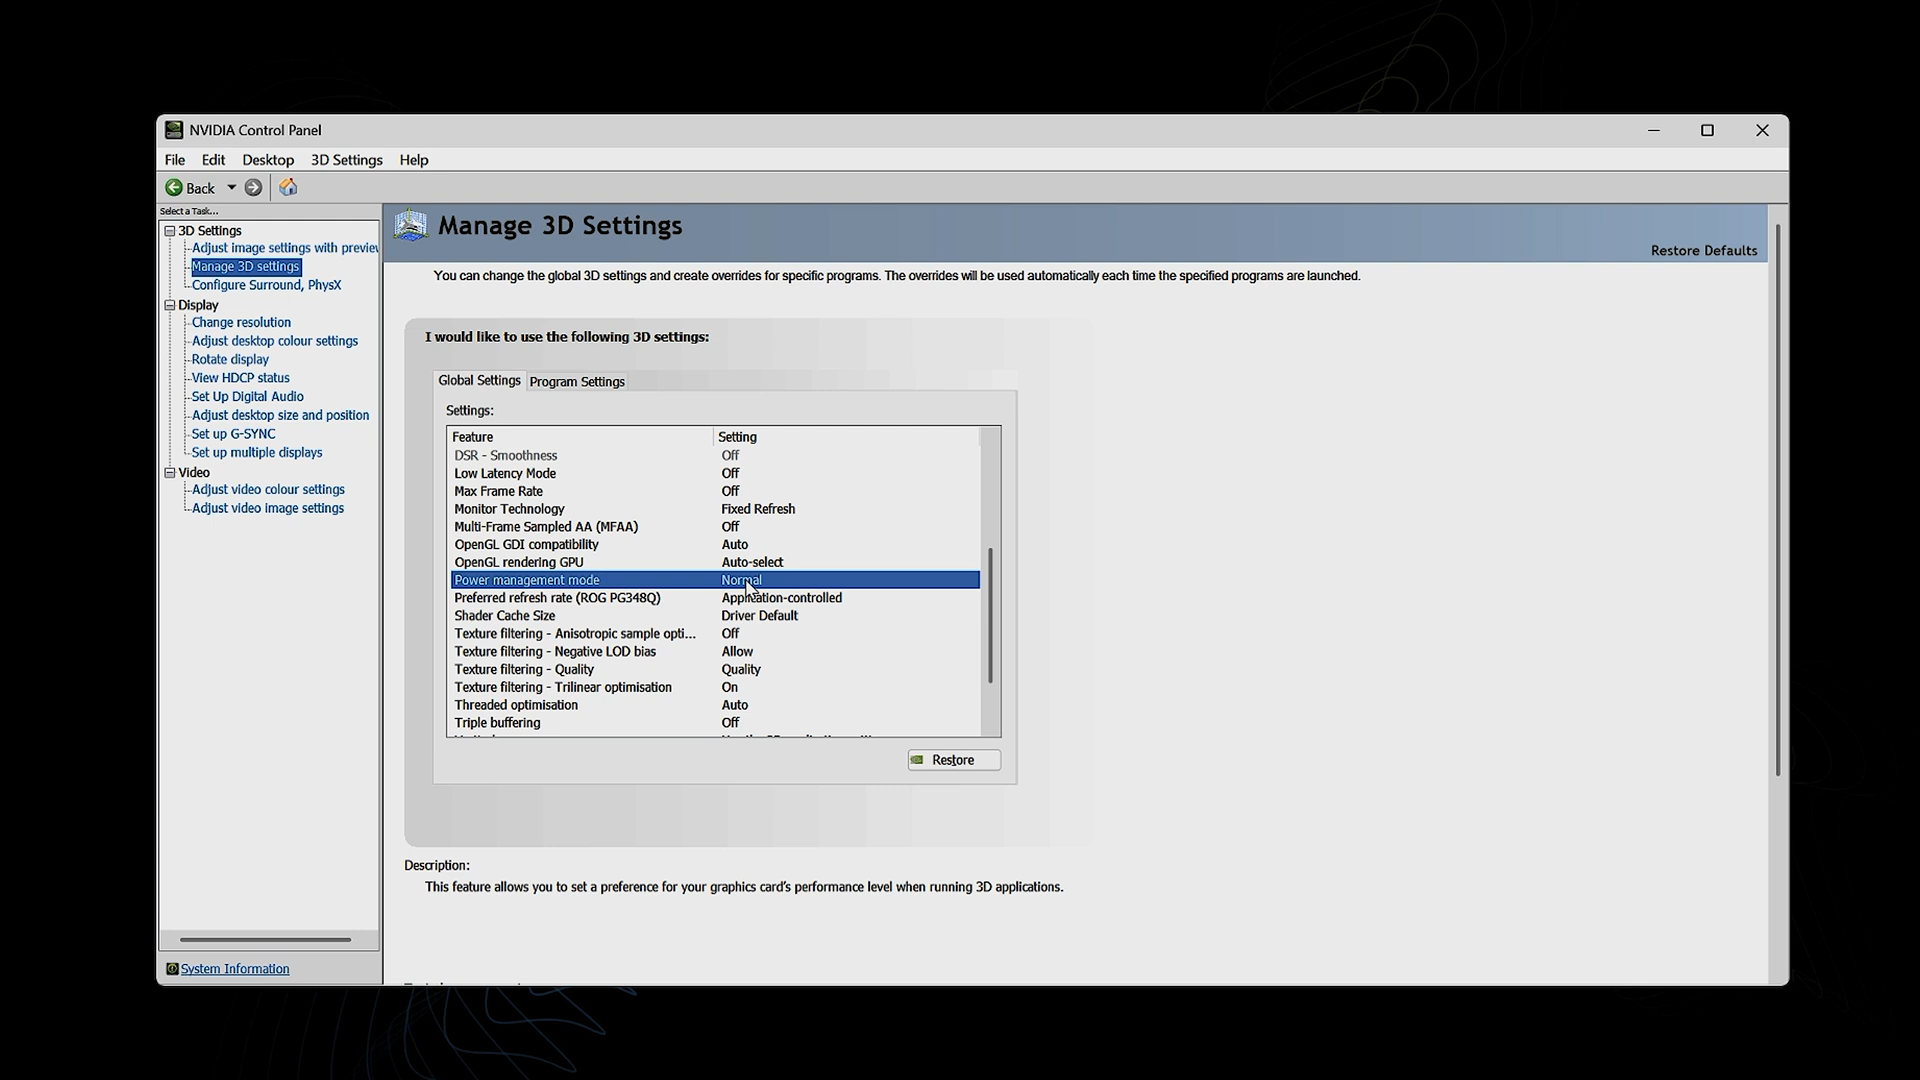 NVIDIA Control Panel
File Edit Desktop 3D Settings Help
Back
Select a Task...
3D Settings
Adjust image settings with preview
Manage 3D settings
Configure Surround, PhysX
Display
Change resolution
Adjust desktop colour settings
Rotate display
View HDCP status
Set Up Digital Audio
Adjust desktop size and position
Set up G-SYNC
Set up multiple displays
Video
Adjust video colour settings
Adjust video image settings
System Information
Manage 3D Settings
Restore Defaults
You can change the global 3D settings and create overrides for specific programs. The overrides will be used automatically each time the specified programs are launched.
I would like to use the following 3D settings:
Global Settings Program Settings
Settings:
Feature Setting
DSR - Smoothness Off
Low Latency Mode Off
Max Frame Rate Off
Monitor Technology Fixed Refresh
Multi-Frame Sampled AA (MFAA) Off
OpenGL GDI compatibility Auto
OpenGL rendering GPU Auto-select
Power management mode Normal
Preferred refresh rate (ROG PG348Q) Application-controlled
Shader Cache Size Driver Default
Texture filtering - Anisotropic sample opti... Off
Texture filtering - Negative LOD bias Allow
Texture filtering - Quality Quality
Texture filtering - Trilinear optimisation On
Threaded optimisation Auto
Triple buffering Off
Restore
Description:
This feature allows you to set a preference for your graphics card's performance level when running 3D applications.